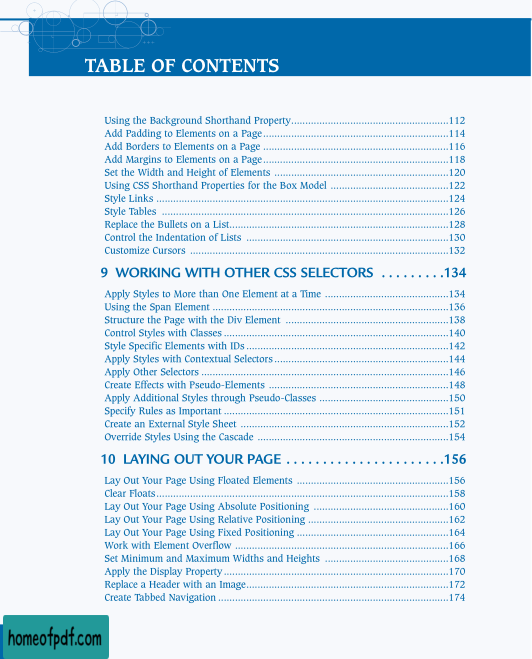 TABLE OF CONTENTS
Using the Background Shorthand Property......................................................112
Add Padding to Elements on a Page................................................................114
Add Borders to Elements on a Page ................................................................116
Add Margins to Elements on a Page................................................................118
Set the Width and Height of Elements ............................................................120
Using CSS Shorthand Properties for the Box Model ........................................122
Style Links ......................................................................................................124
Style Tables ....................................................................................................126
Replace the Bullets on a List............................................................................128
Control the Indentation of Lists ......................................................................130
Customize Cursors ..........................................................................................132
9 WORKING WITH OTHER CSS SELECTORS . . . . . . . . .134
Apply Styles to More than One Element at a Time ..........................................134
Using the Span Element ..................................................................................136
Structure the Page with the Div Element ........................................................138
Control Styles with Classes ..............................................................................140
Style Specific Elements with IDs......................................................................142
Apply Styles with Contextual Selectors............................................................144
Apply Other Selectors ......................................................................................146
Create Effects with Pseudo-Elements ..............................................................148
Apply Additional Styles through Pseudo-Classes ............................................150
Specify Rules as Important ..............................................................................151
Create an External Style Sheet ........................................................................152
Override Styles Using the Cascade ..................................................................154
10 LAYING OUT YOUR PAGE . . . . . . . . . . . . . . . . . . . . . .156
Lay Out Your Page Using Floated Elements ....................................................156
Clear Floats......................................................................................................158
Lay Out Your Page Using Absolute Positioning ................................................160
Lay Out Your Page Using Relative Positioning ................................................162
Lay Out Your Page Using Fixed Positioning ....................................................164
Work with Element Overflow ..........................................................................166
Set Minimum and Maximum Widths and Heights ..........................................168
Apply the Display Property..............................................................................170
Replace a Header with an Image......................................................................172
Create Tabbed Navigation ................................................................................174
homeofpdf.com